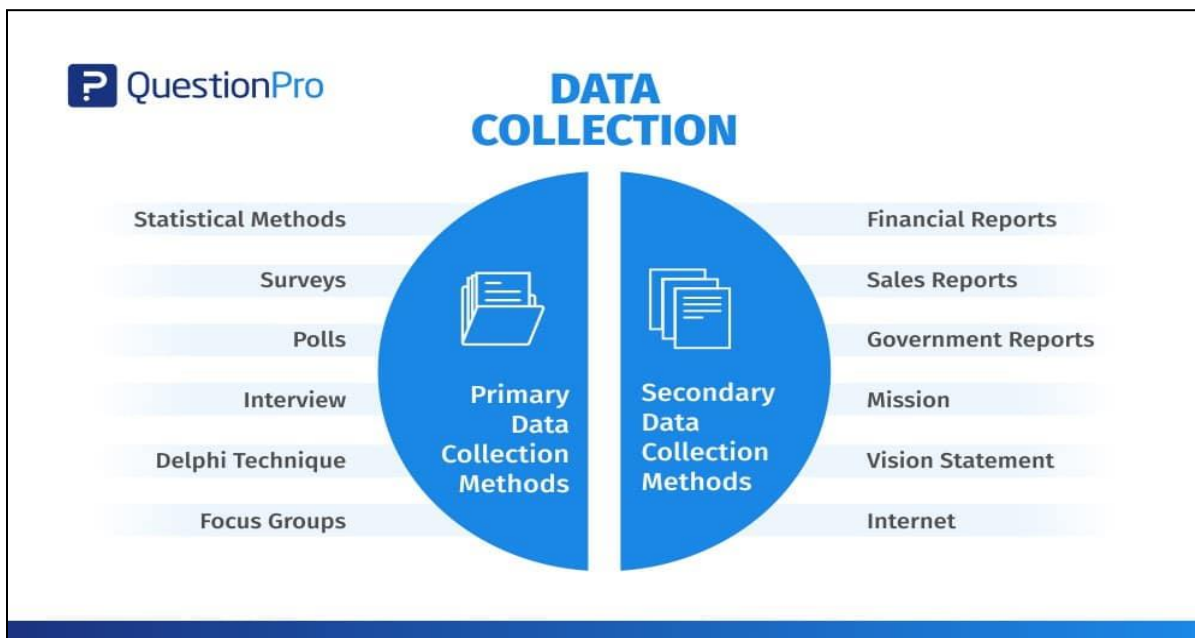 QuestionPro
DATA
COLLECTION
Statistical Methods
Surveys
Polls
Interview
Delphi Technique
Focus Groups
Primary
Data
Collection
Methods
Secondary
Data
Collection
Methods
Financial Reports
Sales Reports
Government Reports
Mission
Vision Statement
Internet